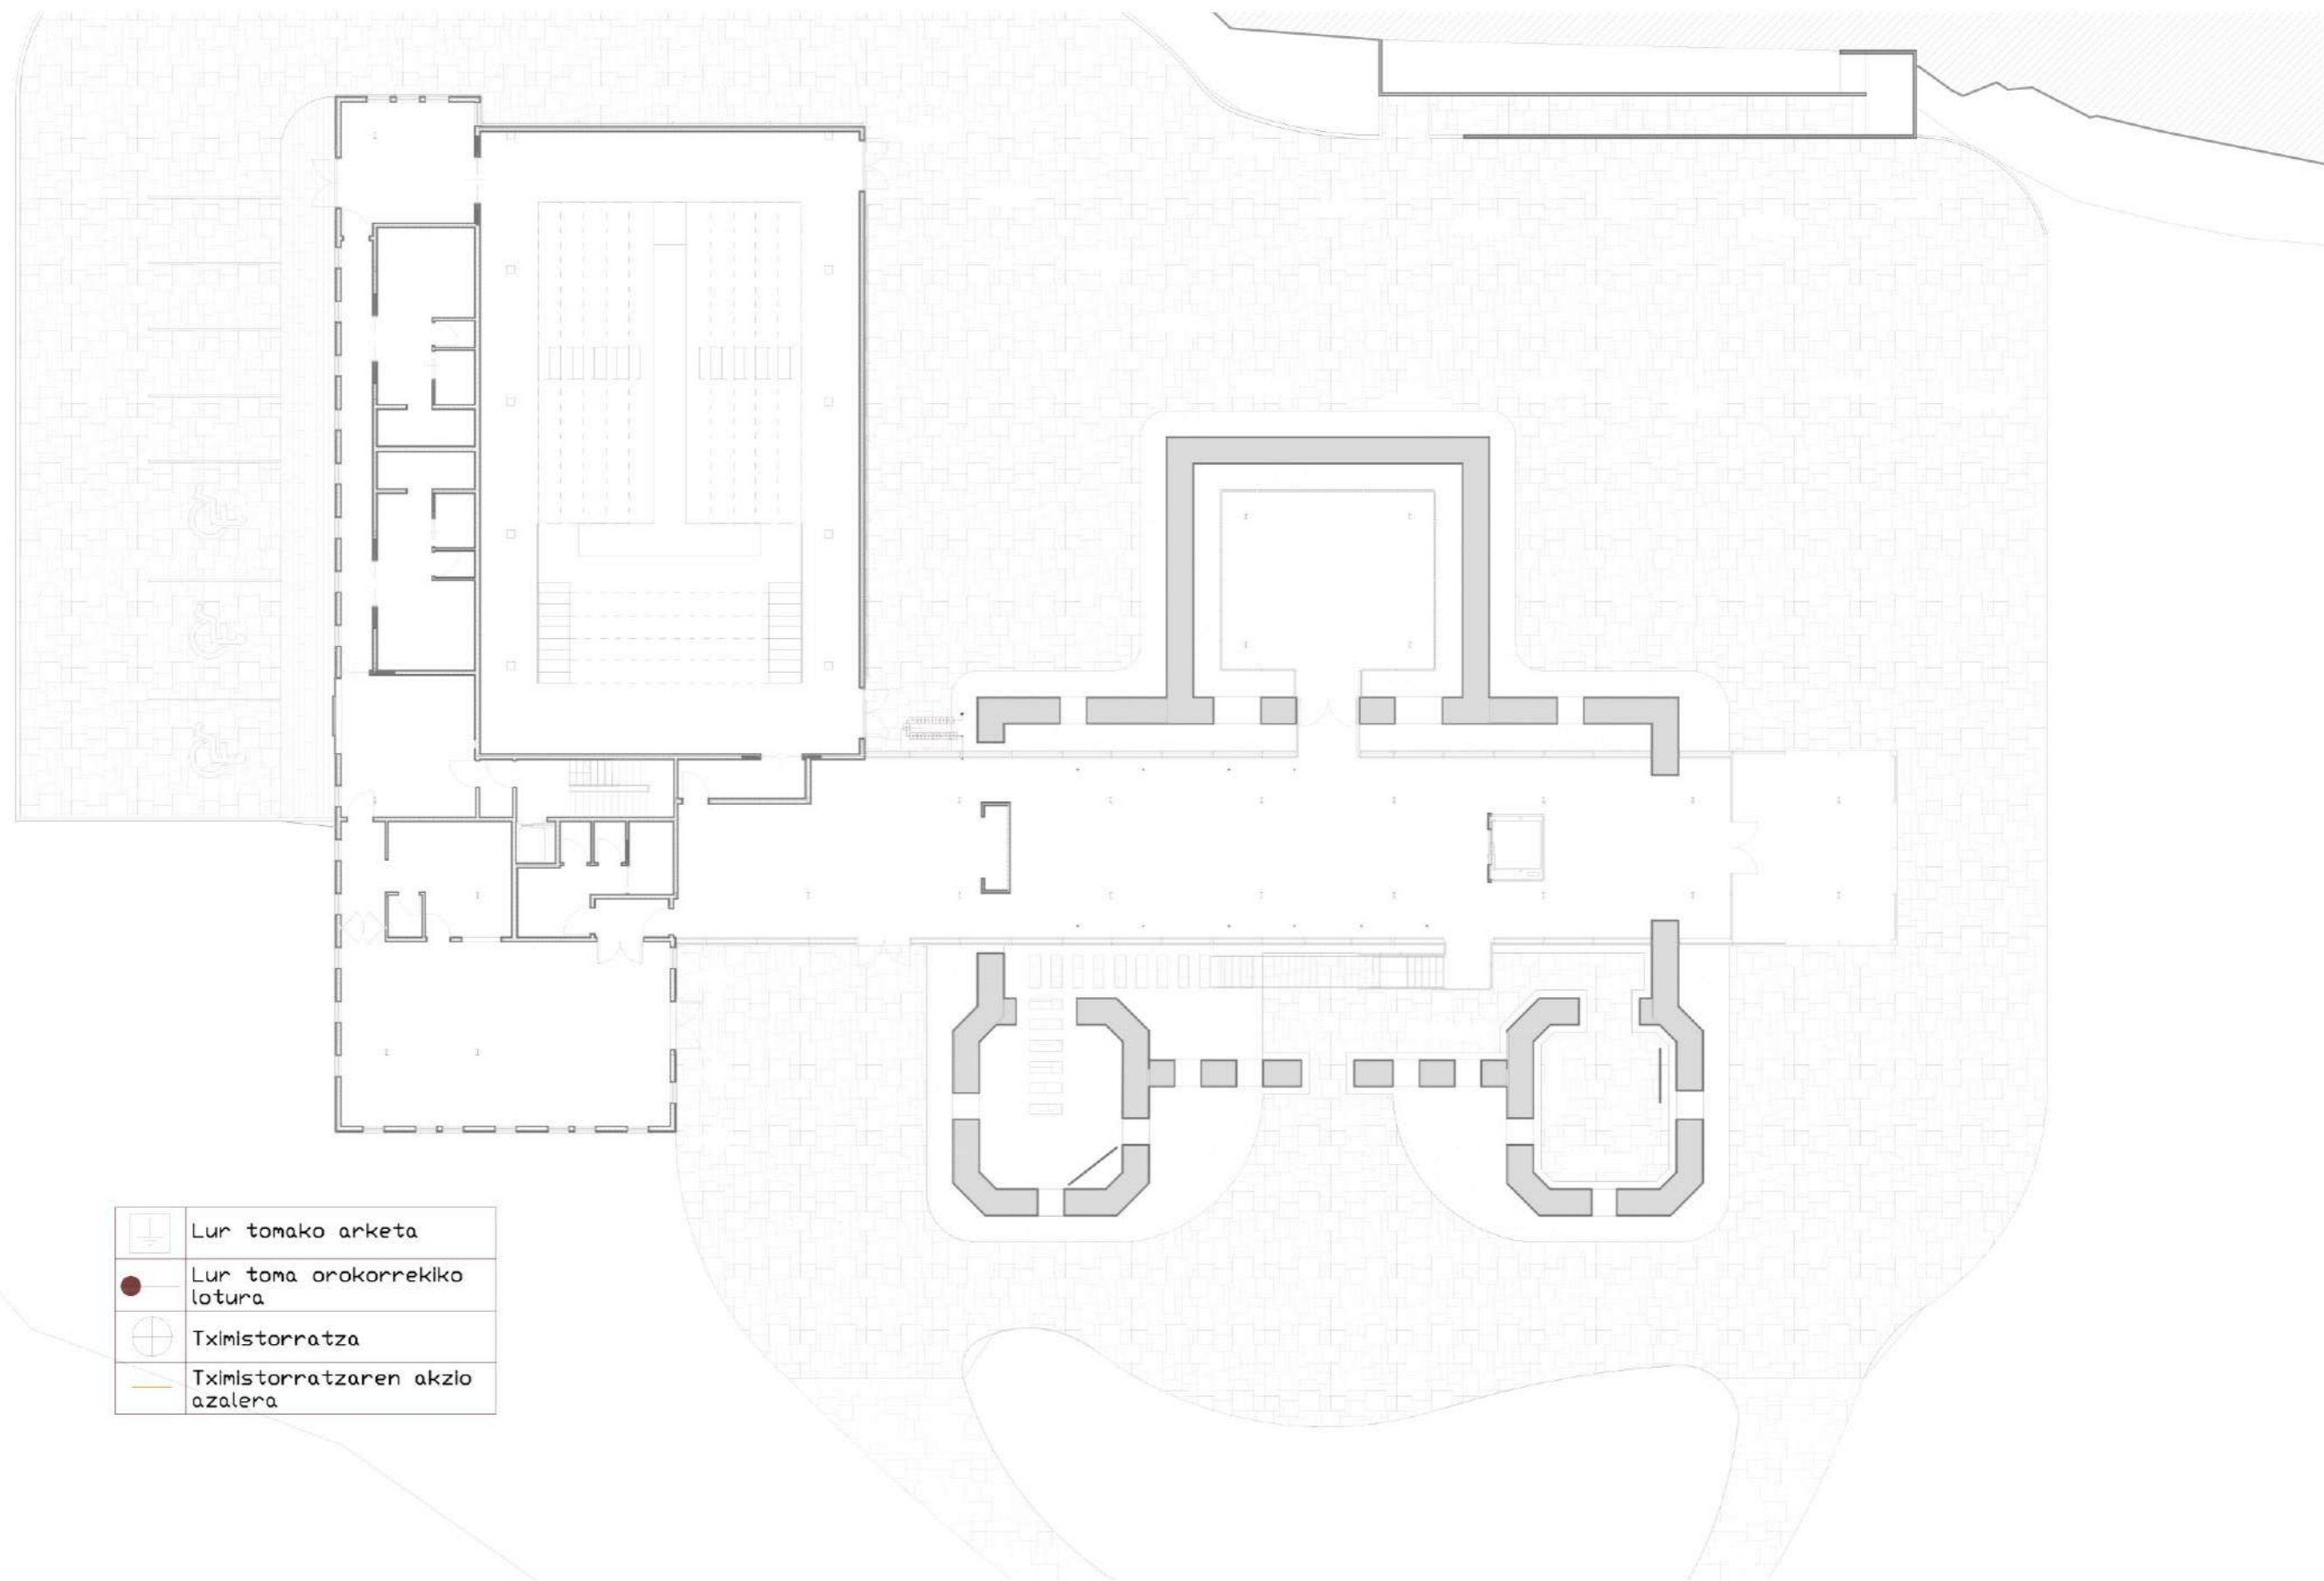 Lur tomako arketa
Lur toma orokorrekiko
lotura
Tximistorratza
Tximistorratzaren akzio
azalera